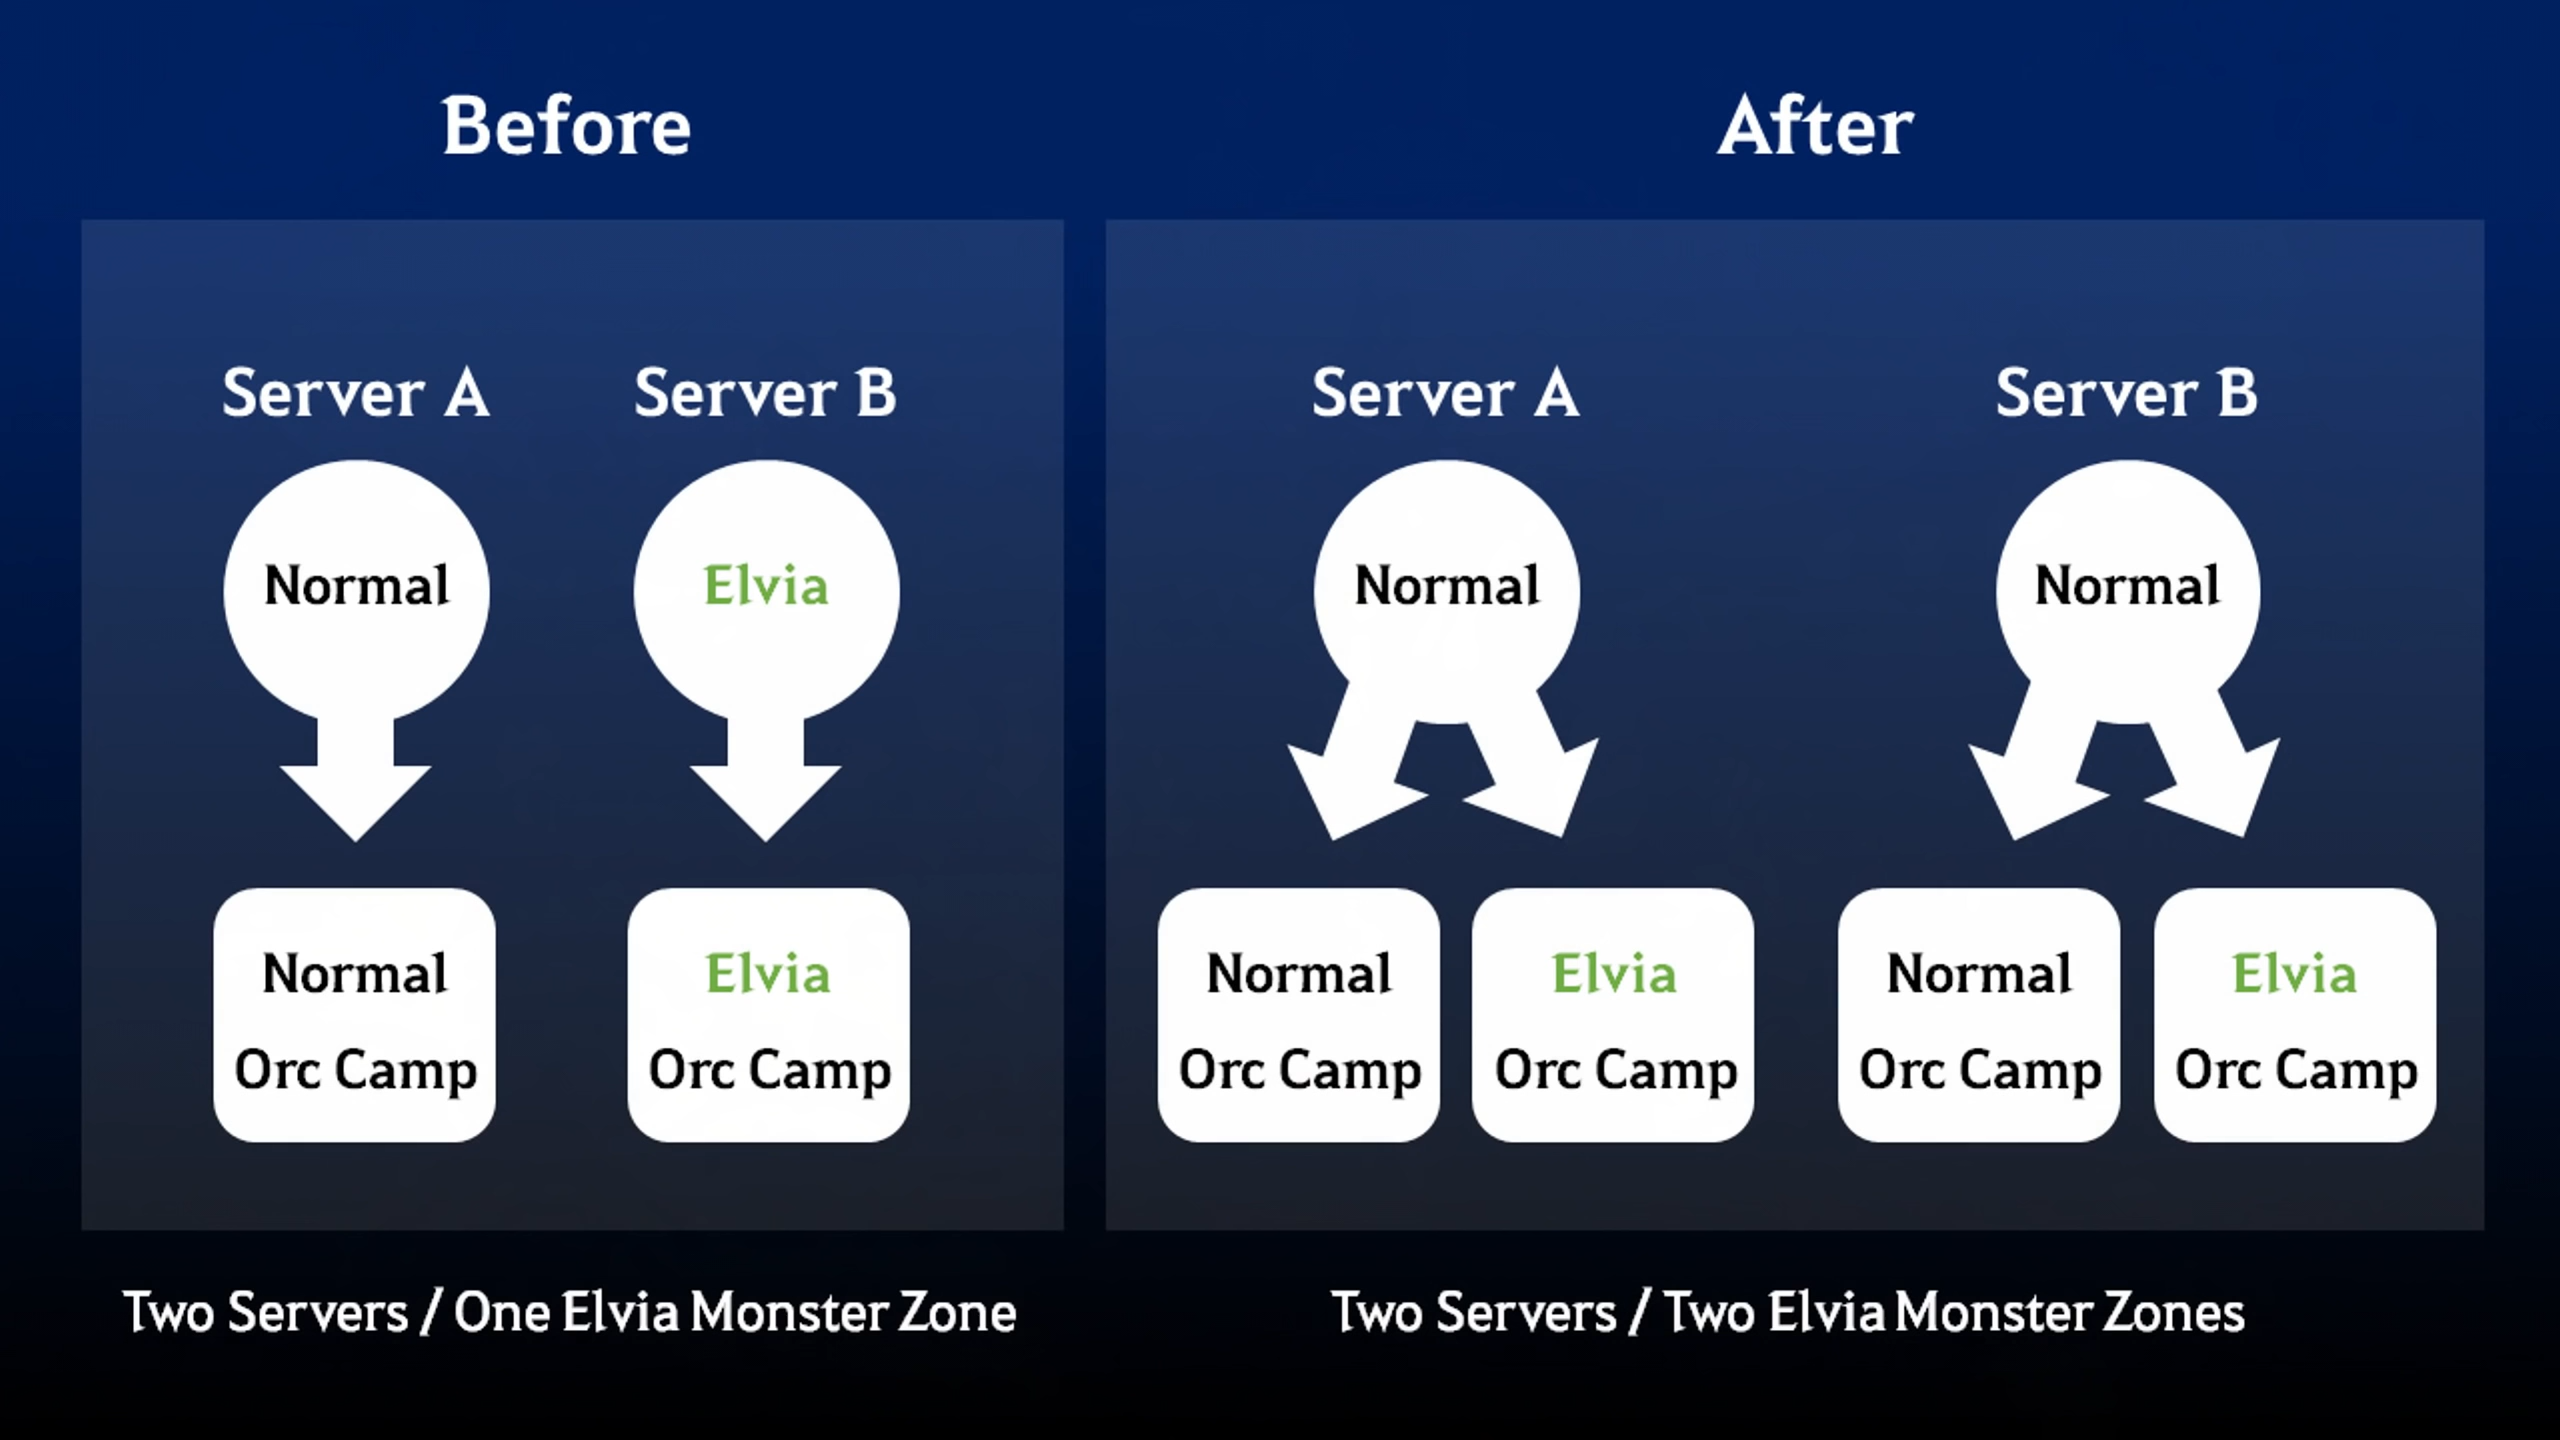 Before
Server A
Server B
Normal
Elvia
Normal
Orc Camp
Elvia
Orc Camp
Two Servers / One Elvia Monster Zone
After
Server A
Server B
Normal
Normal
Normal
Orc Camp
Elvia
Orc Camp
Normal
Orc Camp
Elvia
Orc Camp
Two Servers / Two Elvia Monster Zones